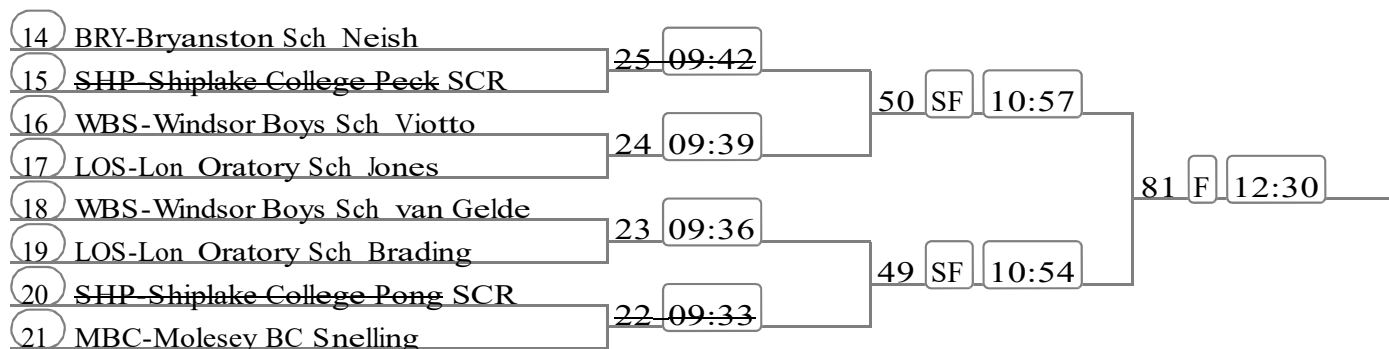 14 BRY-Bryanston Sch Neish
25 09:42
15 SHP-Shiplake College Peck SCR
50 SF 10:57
16 WBS-Windsor Boys Sch Viotto
24 09:39
17 LOS-Lon Oratory Sch Jones
81 F 12:30
18 WBS-Windsor Boys Sch van Gelde
23 09:36
19 LOS-Lon Oratory Sch Brading
49 SF 10:54
20 SHP-Shiplake College Pong SCR
22 09:33
21 MBC-Molesey BC Snelling